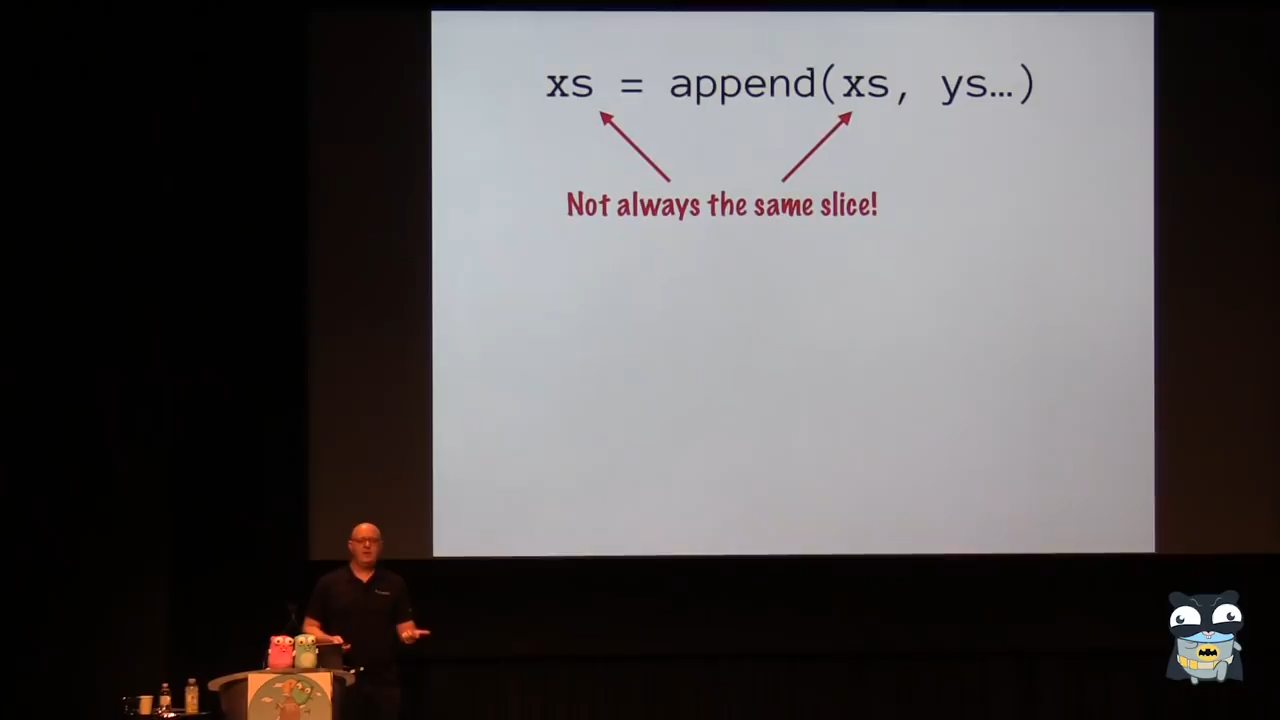 xs = append(xs, ys…)
Not always the same slice!